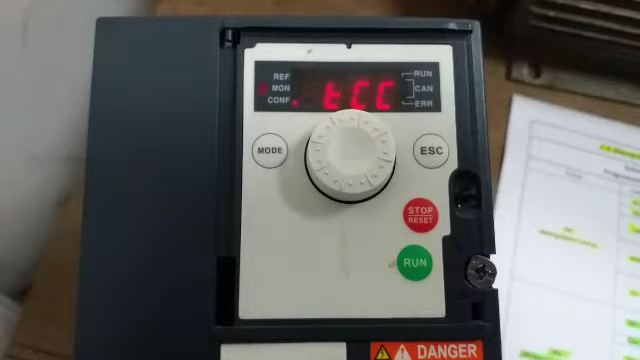 REF
MON
CONF
RUN
CAN
ERR
tCC
MODE
ESC
STOP
RESET
RUN
DANGER